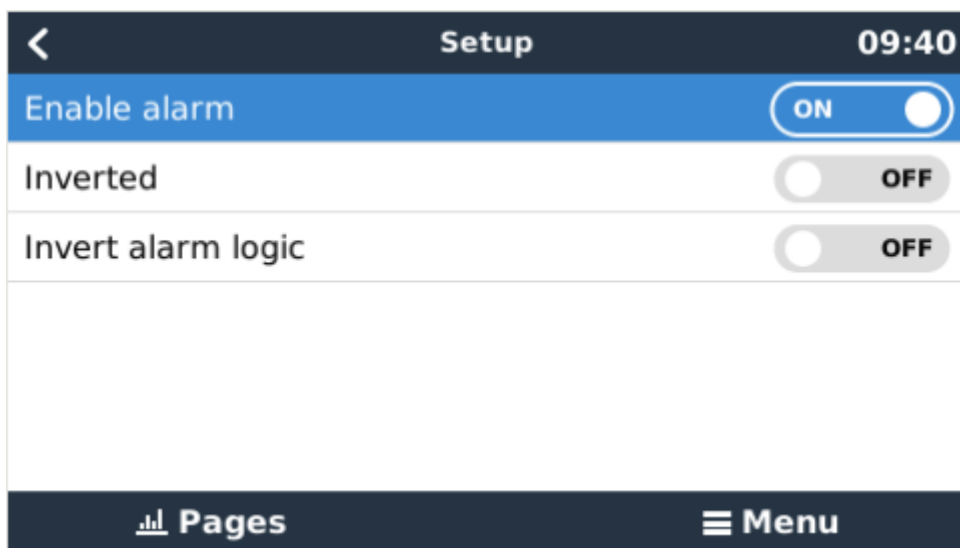 Setup 09:40
Enable alarm ON
Inverted OFF
Invert alarm logic OFF
Pages Menu